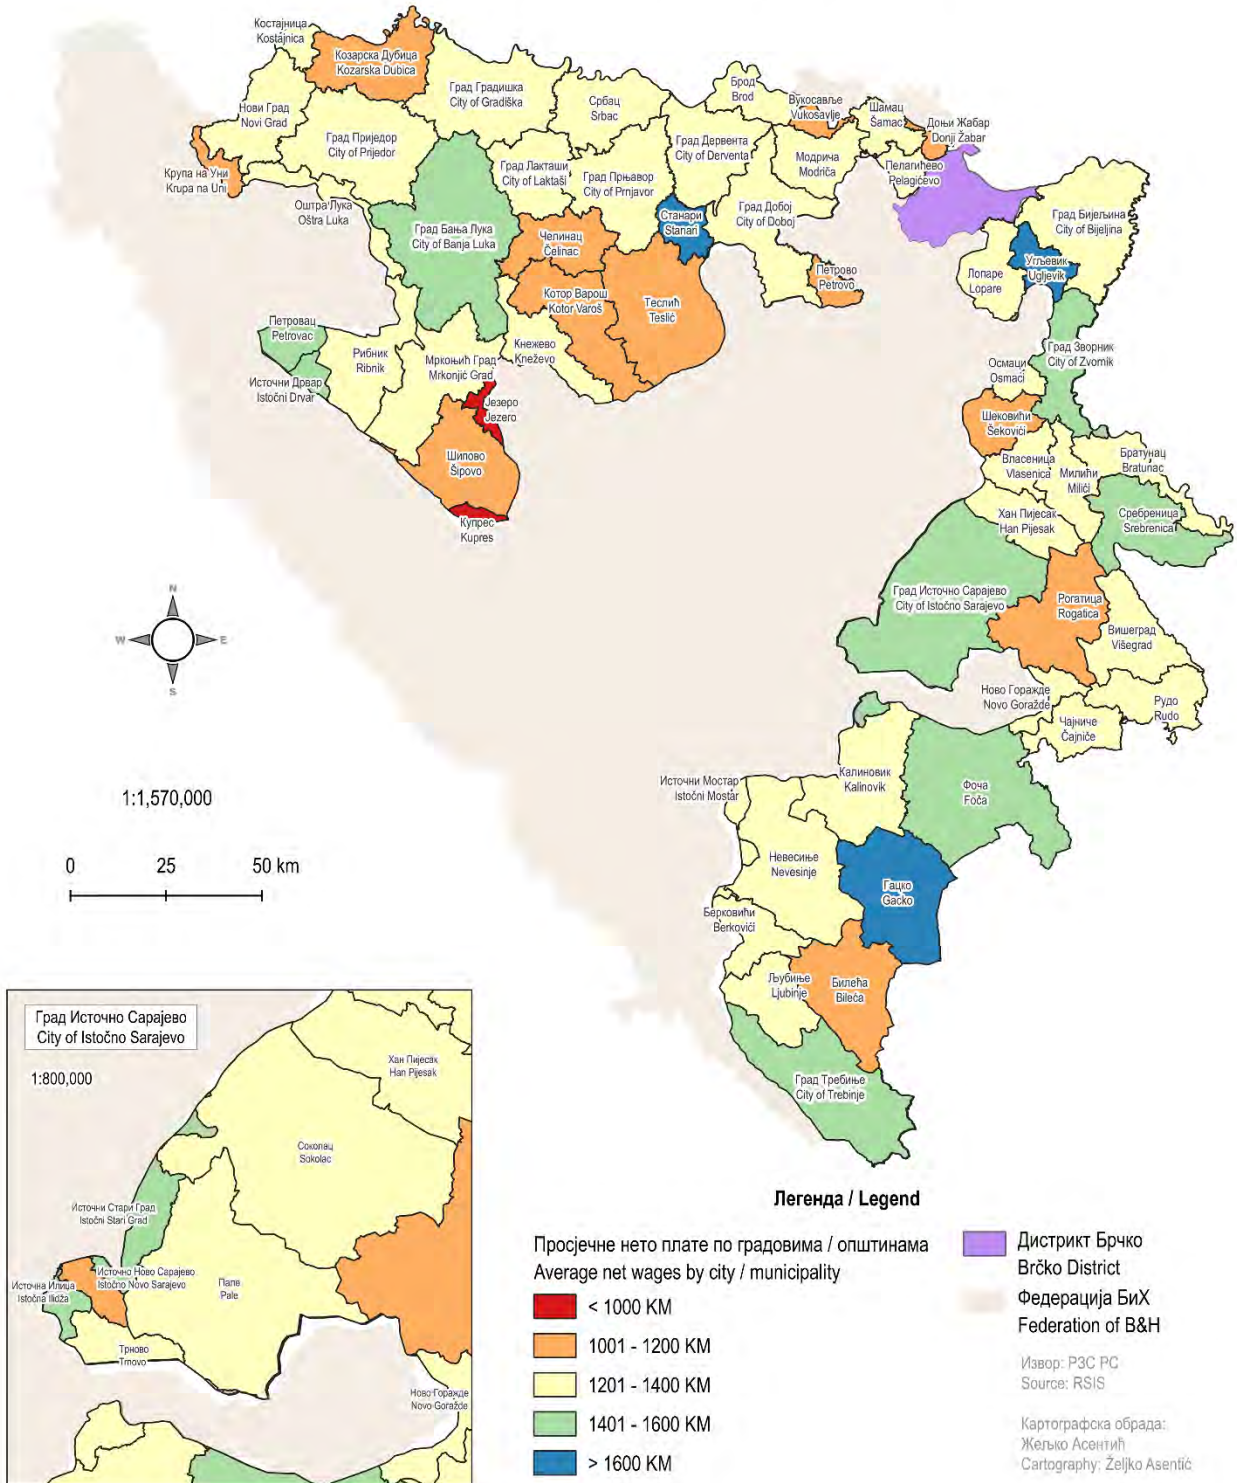 Костајница
Kostajnica
Козарска Дубица
Kozarska Dubica
Град Градишка
City of Gradiška
Нови Град
Novi Grad
Град Приједор
City of Prijedor
Србац
Srbac
Брод
Brod
Вукосавље
Vukosavlje
Шамац
Šamac
Доњи Жабар
Donji Žabar
Крупа на Уни
Krupa na Uni
Град Лакташи
City of Laktaši
Град Прњавор
City of Prnjavor
Град Дервента
City of Derventa
Модрича
Modriča
Пелагићево
Pelagićevo
Оштра Лука
Oštra Luka
Град Бања Лука
City of Banja Luka
Станари
Stanari
Град Добој
City of Doboj
Град Бијељина
City of Bijeljina
Челинац
Čelinac
Петрово
Petrovo
Лопаре
Lopare
Угљевик
Ugljevik
Котор Варош
Kotor Varoš
Теслић
Teslić
Петровац
Petrovac
Рибник
Ribnik
Мркоњић Град
Mrkonjić Grad
Кнежево
Kneževo
Град Зворник
City of Zvornik
Источни Дрвар
Istočni Drvar
Језеро
Jezero
Осмаци
Osmaci
Шековићи
Šekovići
Шипово
Šipovo
Власеница
Vlasenica
Милићи
Milići
Братунац
Bratunac
Купрес
Kupres
Хан Пијесак
Han Pijesak
Сребреница
Srebrenica
Град Источно Сарајево
City of Istočno Sarajevo
Рогатица
Rogatica
Вишеград
Višegrad
N
W
E
S
Ново Горажде
Novo Goražde
Рудо
Rudo
Чајниче
Čajniče
Источни Мостар
Istočni Mostar
Калиновик
Kalinovik
Фоча
Foča
1:1,570,000
0 25 50 km
Невесиње
Nevesinje
Гацко
Gacko
Берковићи
Berkovići
Љубиње
Ljubinje
Билећа
Bileća
Град Требиње
City of Trebinje
Град Источно Сарајево
City of Istočno Sarajevo
1:800,000
Хан Пијесак
Han Pijesak
Соколац
Sokolac
Источни Стари Град
Istočni Stari Grad
Источно Ново Сарајево
Istočno Novo Sarajevo
Источна Илиџа
Istočna Ilidža
Пале
Pale
Трново
Trnovo
Ново Горажде
Novo Goražde
Легенда / Legend
Просјечне нето плате по градовима / општинама
Average net wages by city / municipality
< 1000 KM
1001 - 1200 KM
1201 - 1400 KM
1401 - 1600 KM
> 1600 KM
Дистрикт Брчко
Brčko District
Федерација БиХ
Federation of B&H
Извор: РЗС РС
Source: RSIS
Картографска обрада:
Жељко Асентић
Cartography: Željko Asentić